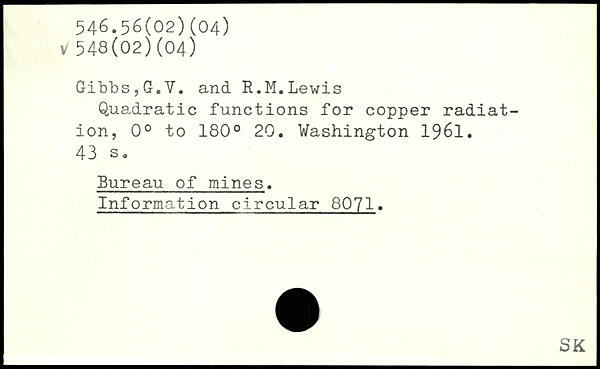 546.56(02)(04)
√ 548(02)(04)
Gibbs,G.V. and R.M.Lewis
Quadratic functions for copper radiat-
ion, 0° to 180° 2θ. Washington 1961.
43 s.
Bureau of mines.
Information circular 8071.
SK